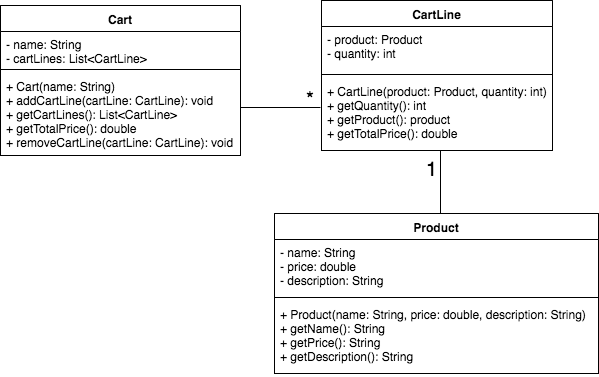 Cart
- name: String
- cartLines: List<CartLine>
+ Cart(name: String)
+ addCartLine(cartLine: CartLine): void
+ getCartLines(): List<CartLine>
+ getTotalPrice(): double
+ removeCartLine(cartLine: CartLine): void
*
CartLine
- product: Product
- quantity: int
+ CartLine(product: Product, quantity: int)
+ getQuantity(): int
+ getProduct(): product
+ getTotalPrice(): double
1
Product
- name: String
- price: double
- description: String
+ Product(name: String, price: double, description: String)
+ getName(): String
+ getPrice(): String
+ getDescription(): String